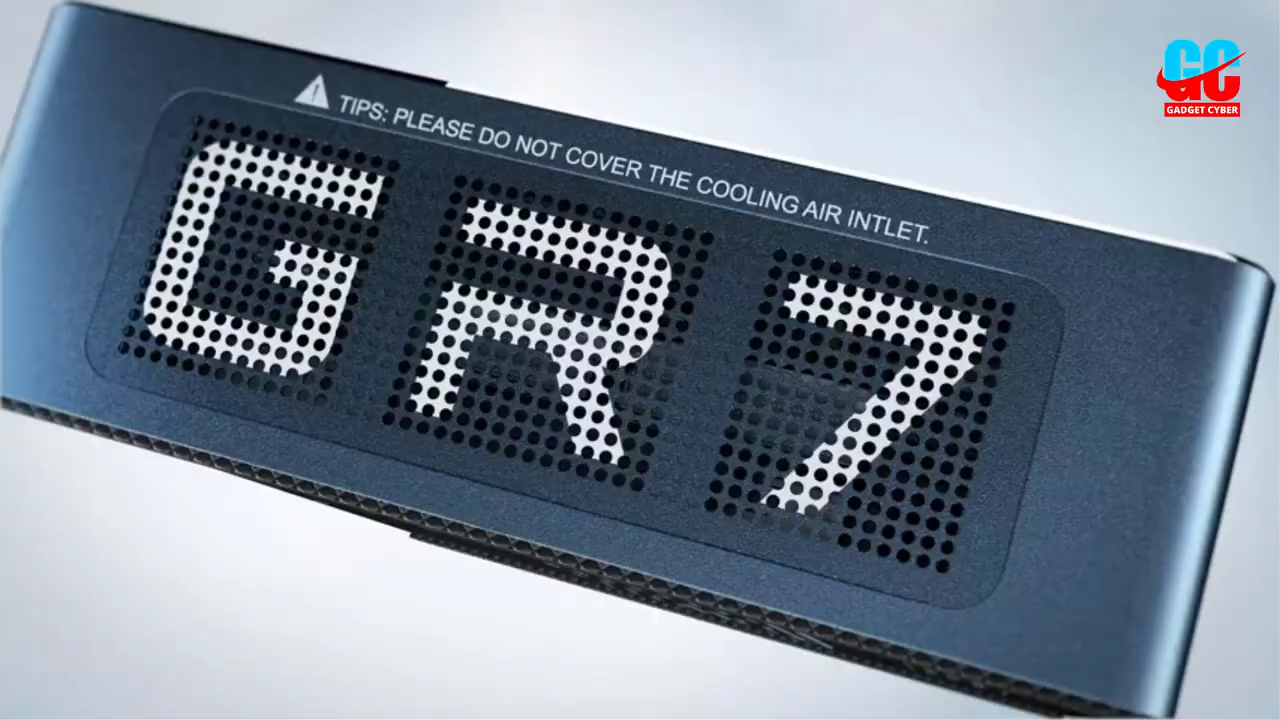 GC
GADGET CYBER
TIPS: PLEASE DO NOT COVER THE COOLING AIR INTLET.
GR7